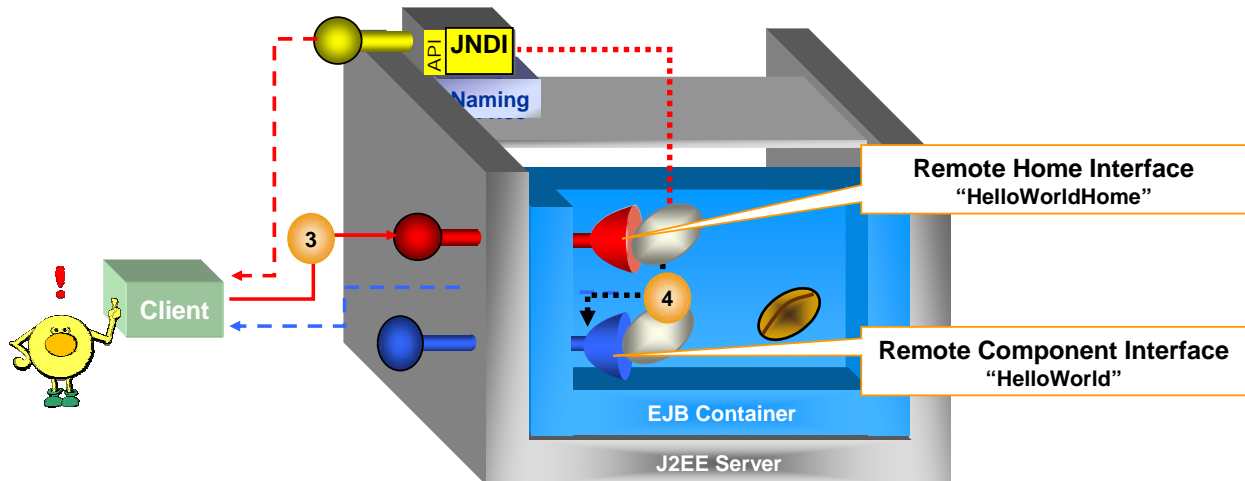 API
JNDI
Naming
Remote Home Interface
“HelloWorldHome”
3
4
Client
Remote Component Interface
“HelloWorld”
EJB Container
J2EE Server